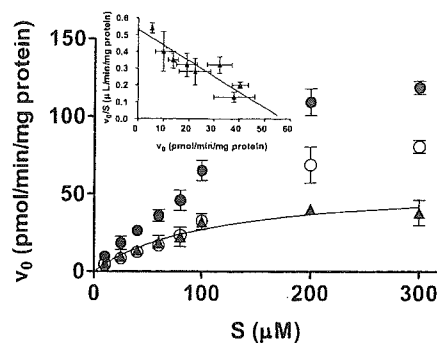 v₀/S (μ L/min/mg protein)
0.6
0.5
0.4
0.3
0.2
0.1
0.0
0 10 20 30 40 50 60
v₀ (pmol/min/mg protein)
v₀ (pmol/min/mg protein)
150
100
50
0
0 100 200 300
S (μM)